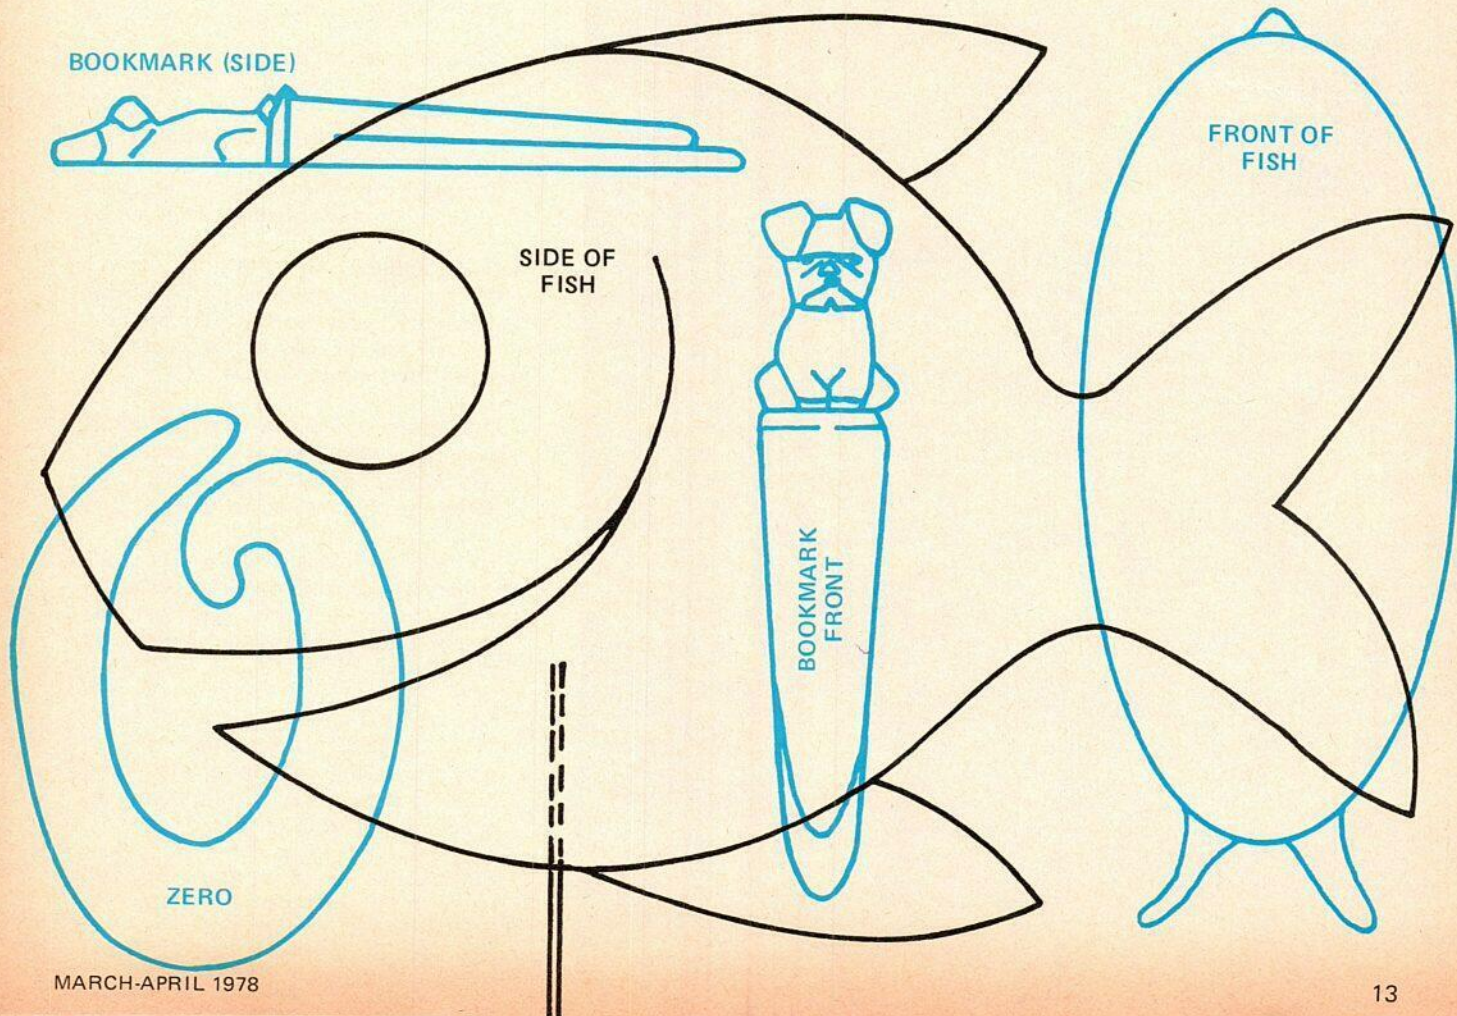 BOOKMARK (SIDE)
FRONT OF
FISH
SIDE OF
FISH
BOOKMARK
FRONT
ZERO
MARCH-APRIL 1978
13